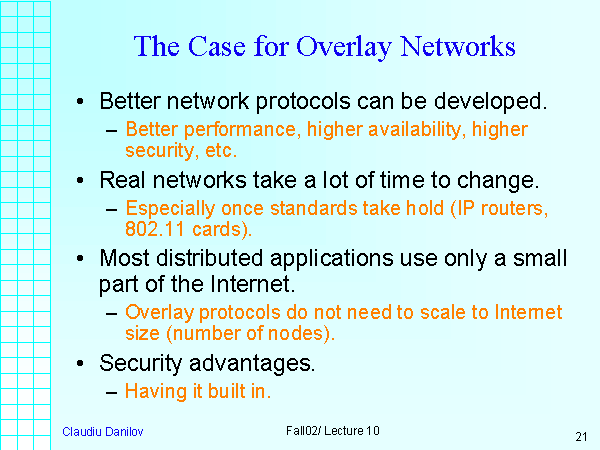 The Case for Overlay Networks
• Better network protocols can be developed.
– Better performance, higher availability, higher
security, etc.
• Real networks take a lot of time to change.
– Especially once standards take hold (IP routers,
802.11 cards).
• Most distributed applications use only a small
part of the Internet.
– Overlay protocols do not need to scale to Internet
size (number of nodes).
• Security advantages.
– Having it built in.
Claudiu Danilov
Fall02/ Lecture 10
21